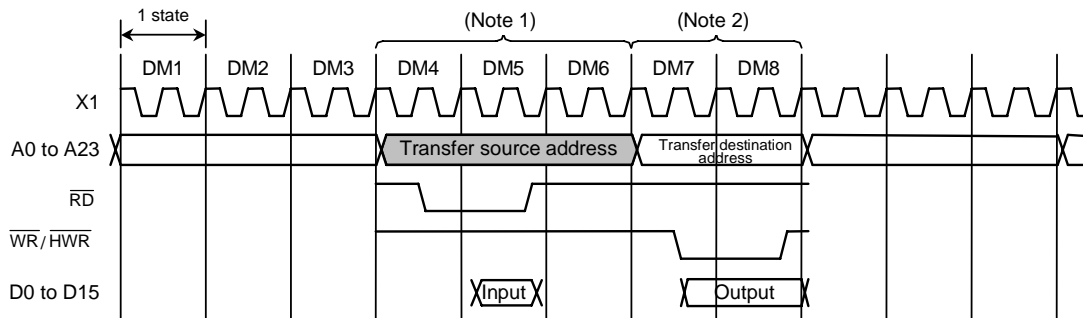 1 state (Note 1) (Note 2)
DM1 DM2 DM3 DM4 DM5 DM6 DM7 DM8
X1
A0 to A23 Transfer source address Transfer destination address
RD
WR/HWR
D0 to D15 Input Output